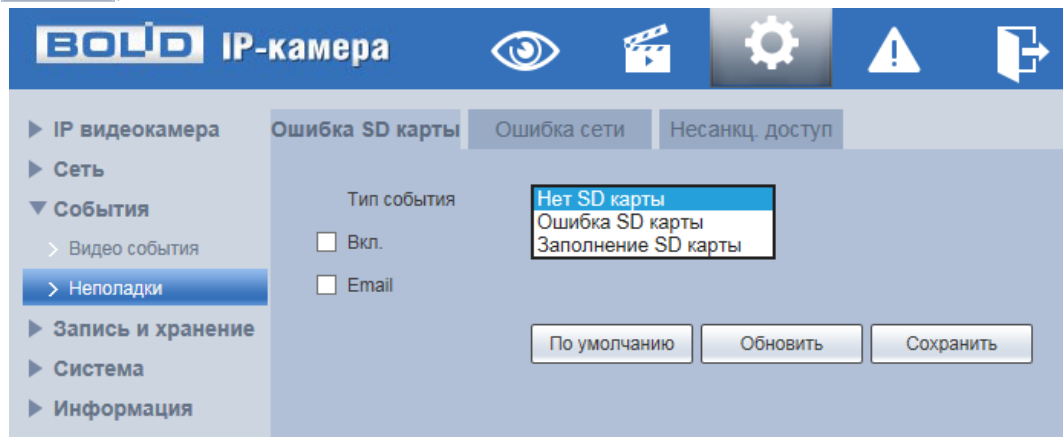 BOLID IP-камера
IP видеокамера
Сеть
События
Видео события
Неполадки
Запись и хранение
Система
Информация
Ошибка SD карты Ошибка сети Несанкц. доступ
Тип события
Нет SD карты
Ошибка SD карты
Заполнение SD карты
Вкл.
Email
По умолчанию Обновить Сохранить